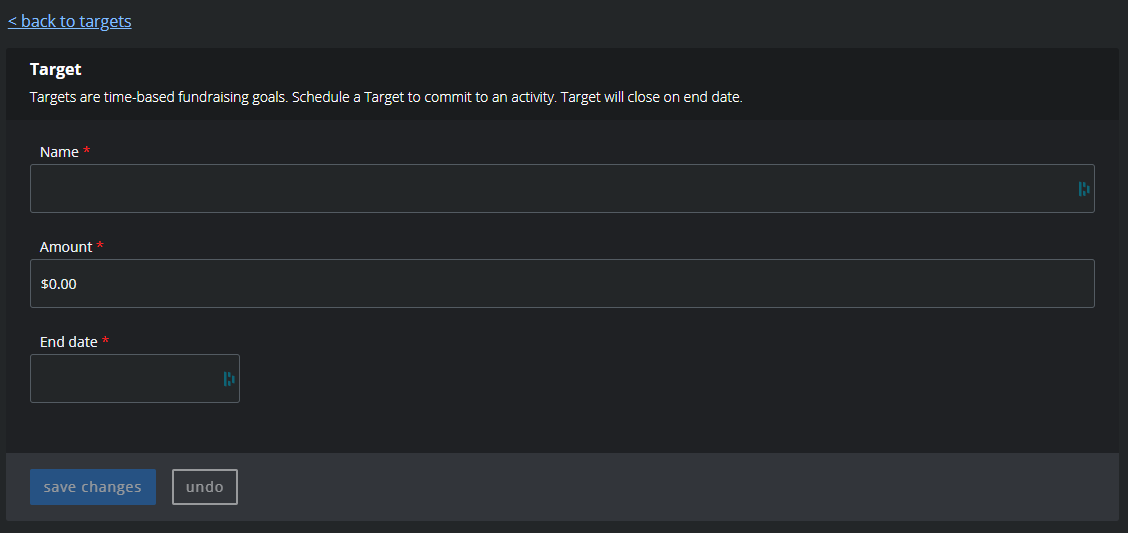 < back to targets
Target
Targets are time-based fundraising goals. Schedule a Target to commit to an activity. Target will close on end date.
Name *
Amount *
$0.00
End date *
save changes undo